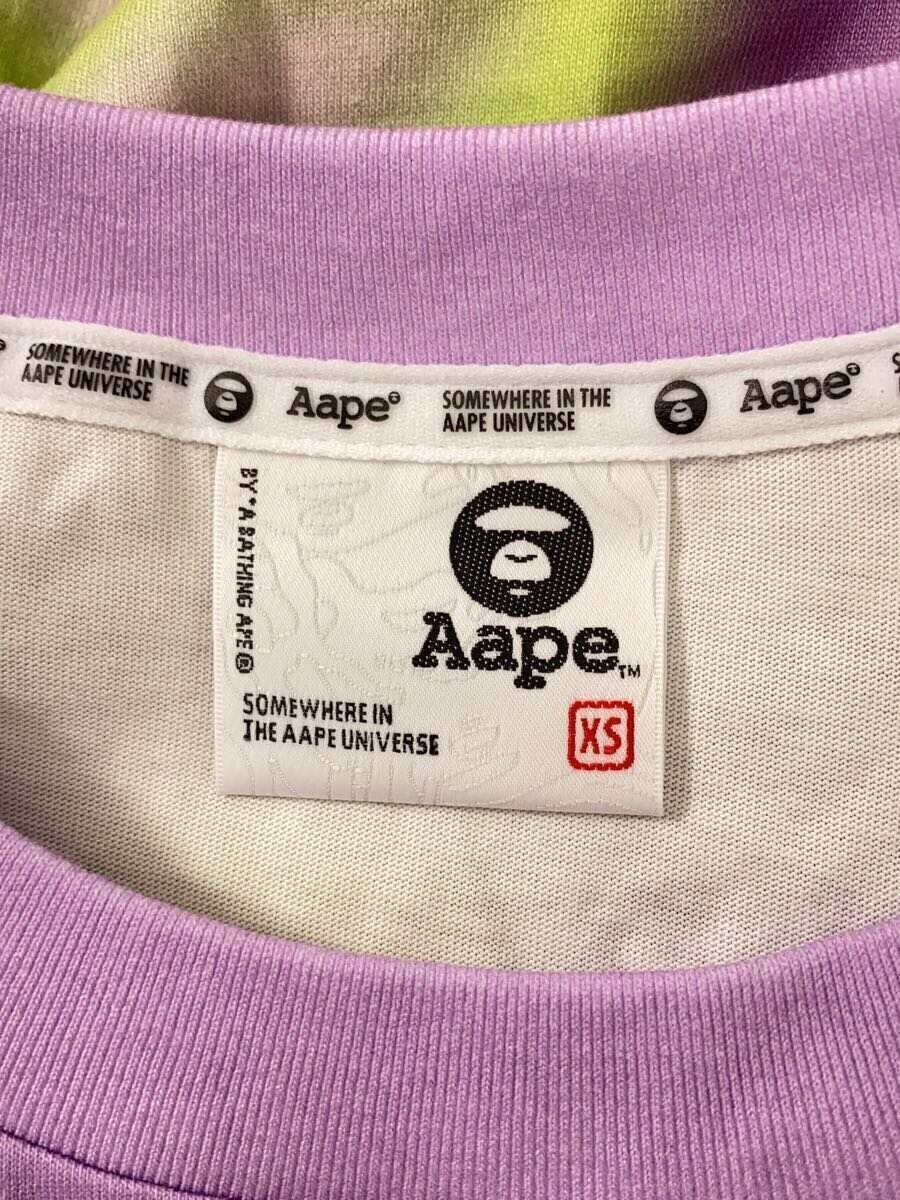 SOMEWHERE IN THE
AAPE UNIVERSE
Aape
SOMEWHERE IN THE
AAPE UNIVERSE
Aape
BY *A BATHING APE®
Aape™
SOMEWHERE IN
THE AAPE UNIVERSE
XS